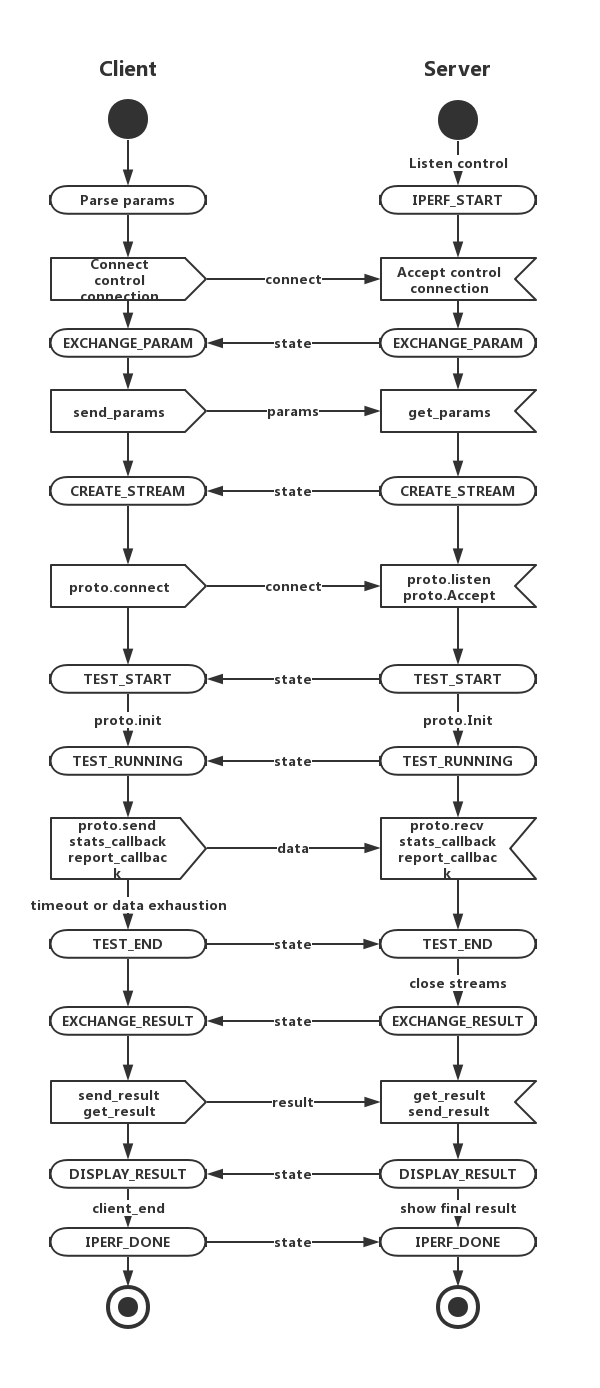 Client
Server
Listen control
Parse params
IPERF_START
Connect
control
connection
connect
Accept control
connection
EXCHANGE_PARAM
state
EXCHANGE_PARAM
send_params
params
get_params
CREATE_STREAM
state
CREATE_STREAM
proto.connect
connect
proto.listen
proto.Accept
TEST_START
state
TEST_START
proto.init
proto.Init
TEST_RUNNING
state
TEST_RUNNING
proto.send
stats_callback
report_callbac
k
data
proto.recv
stats_callback
report_callbac
k
timeout or data exhaustion
TEST_END
state
TEST_END
close streams
EXCHANGE_RESULT
state
EXCHANGE_RESULT
send_result
get_result
result
get_result
send_result
DISPLAY_RESULT
state
DISPLAY_RESULT
client_end
show final result
IPERF_DONE
state
IPERF_DONE